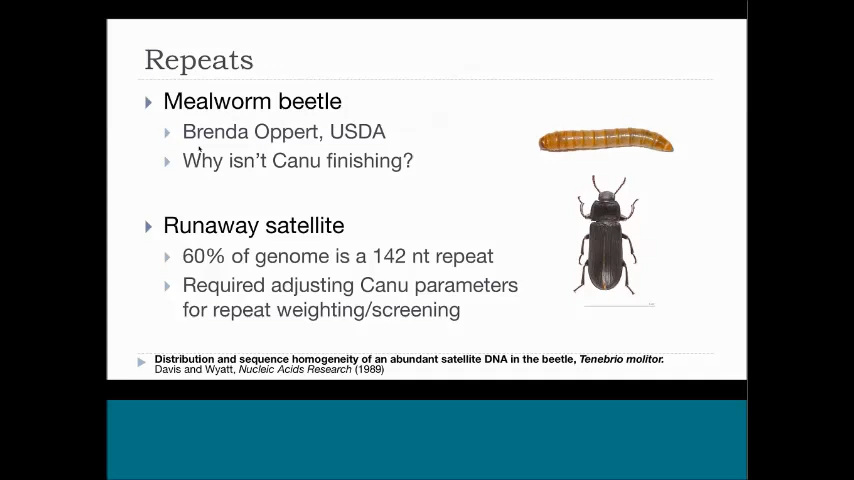 Repeats
Mealworm beetle
Brenda Oppert, USDA
Why isn't Canu finishing?
Runaway satellite
60% of genome is a 142 nt repeat
Required adjusting Canu parameters
for repeat weighting/screening
Distribution and sequence homogeneity of an abundant satellite DNA in the beetle, Tenebrio molitor.
Davis and Wyatt, Nucleic Acids Research (1989)